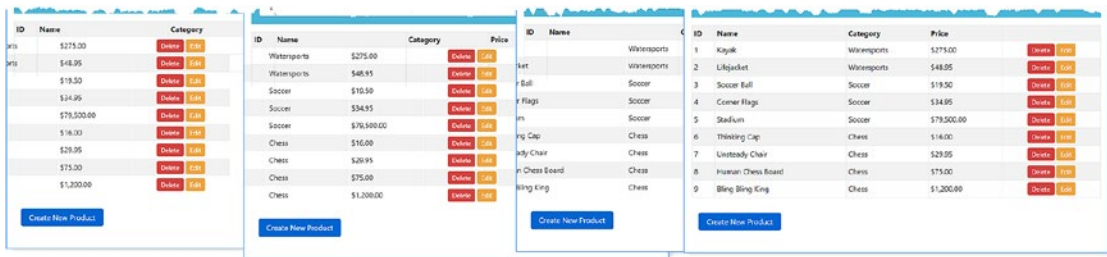 ID Name Category
$275.00 Delete Edit
$48.95 Delete Edit
$19.50 Delete Edit
$34.95 Delete Edit
$79,500.00 Delete Edit
$16.00 Delete Edit
$29.95 Delete Edit
$75.00 Delete Edit
$1,200.00 Delete Edit
Create New Product
ID Name Category Price
Watersports $275.00 Delete Edit
Watersports $48.95 Delete Edit
Soccer $19.50 Delete Edit
Soccer $34.95 Delete Edit
Soccer $79,500.00 Delete Edit
Chess $16.00 Delete Edit
Chess $29.95 Delete Edit
Chess $75.00 Delete Edit
Chess $1,200.00 Delete Edit
Create New Product
ID Name
Watersports
ket Watersports
r Ball Soccer
r Flags Soccer
m Soccer
ng Cap Chess
ady Chair Chess
n Chess Board Chess
Bling King Chess
Create New Product
ID Name Category Price
1 Kayak Watersports $275.00 Delete Edit
2 Lifejacket Watersports $48.95 Delete Edit
3 Soccer Ball Soccer $19.50 Delete Edit
4 Corner Flags Soccer $34.95 Delete Edit
5 Stadium Soccer $79,500.00 Delete Edit
6 Thinking Cap Chess $16.00 Delete Edit
7 Unsteady Chair Chess $29.95 Delete Edit
8 Human Chess Board Chess $75.00 Delete Edit
9 Bling Bling King Chess $1,200.00 Delete Edit
Create New Product